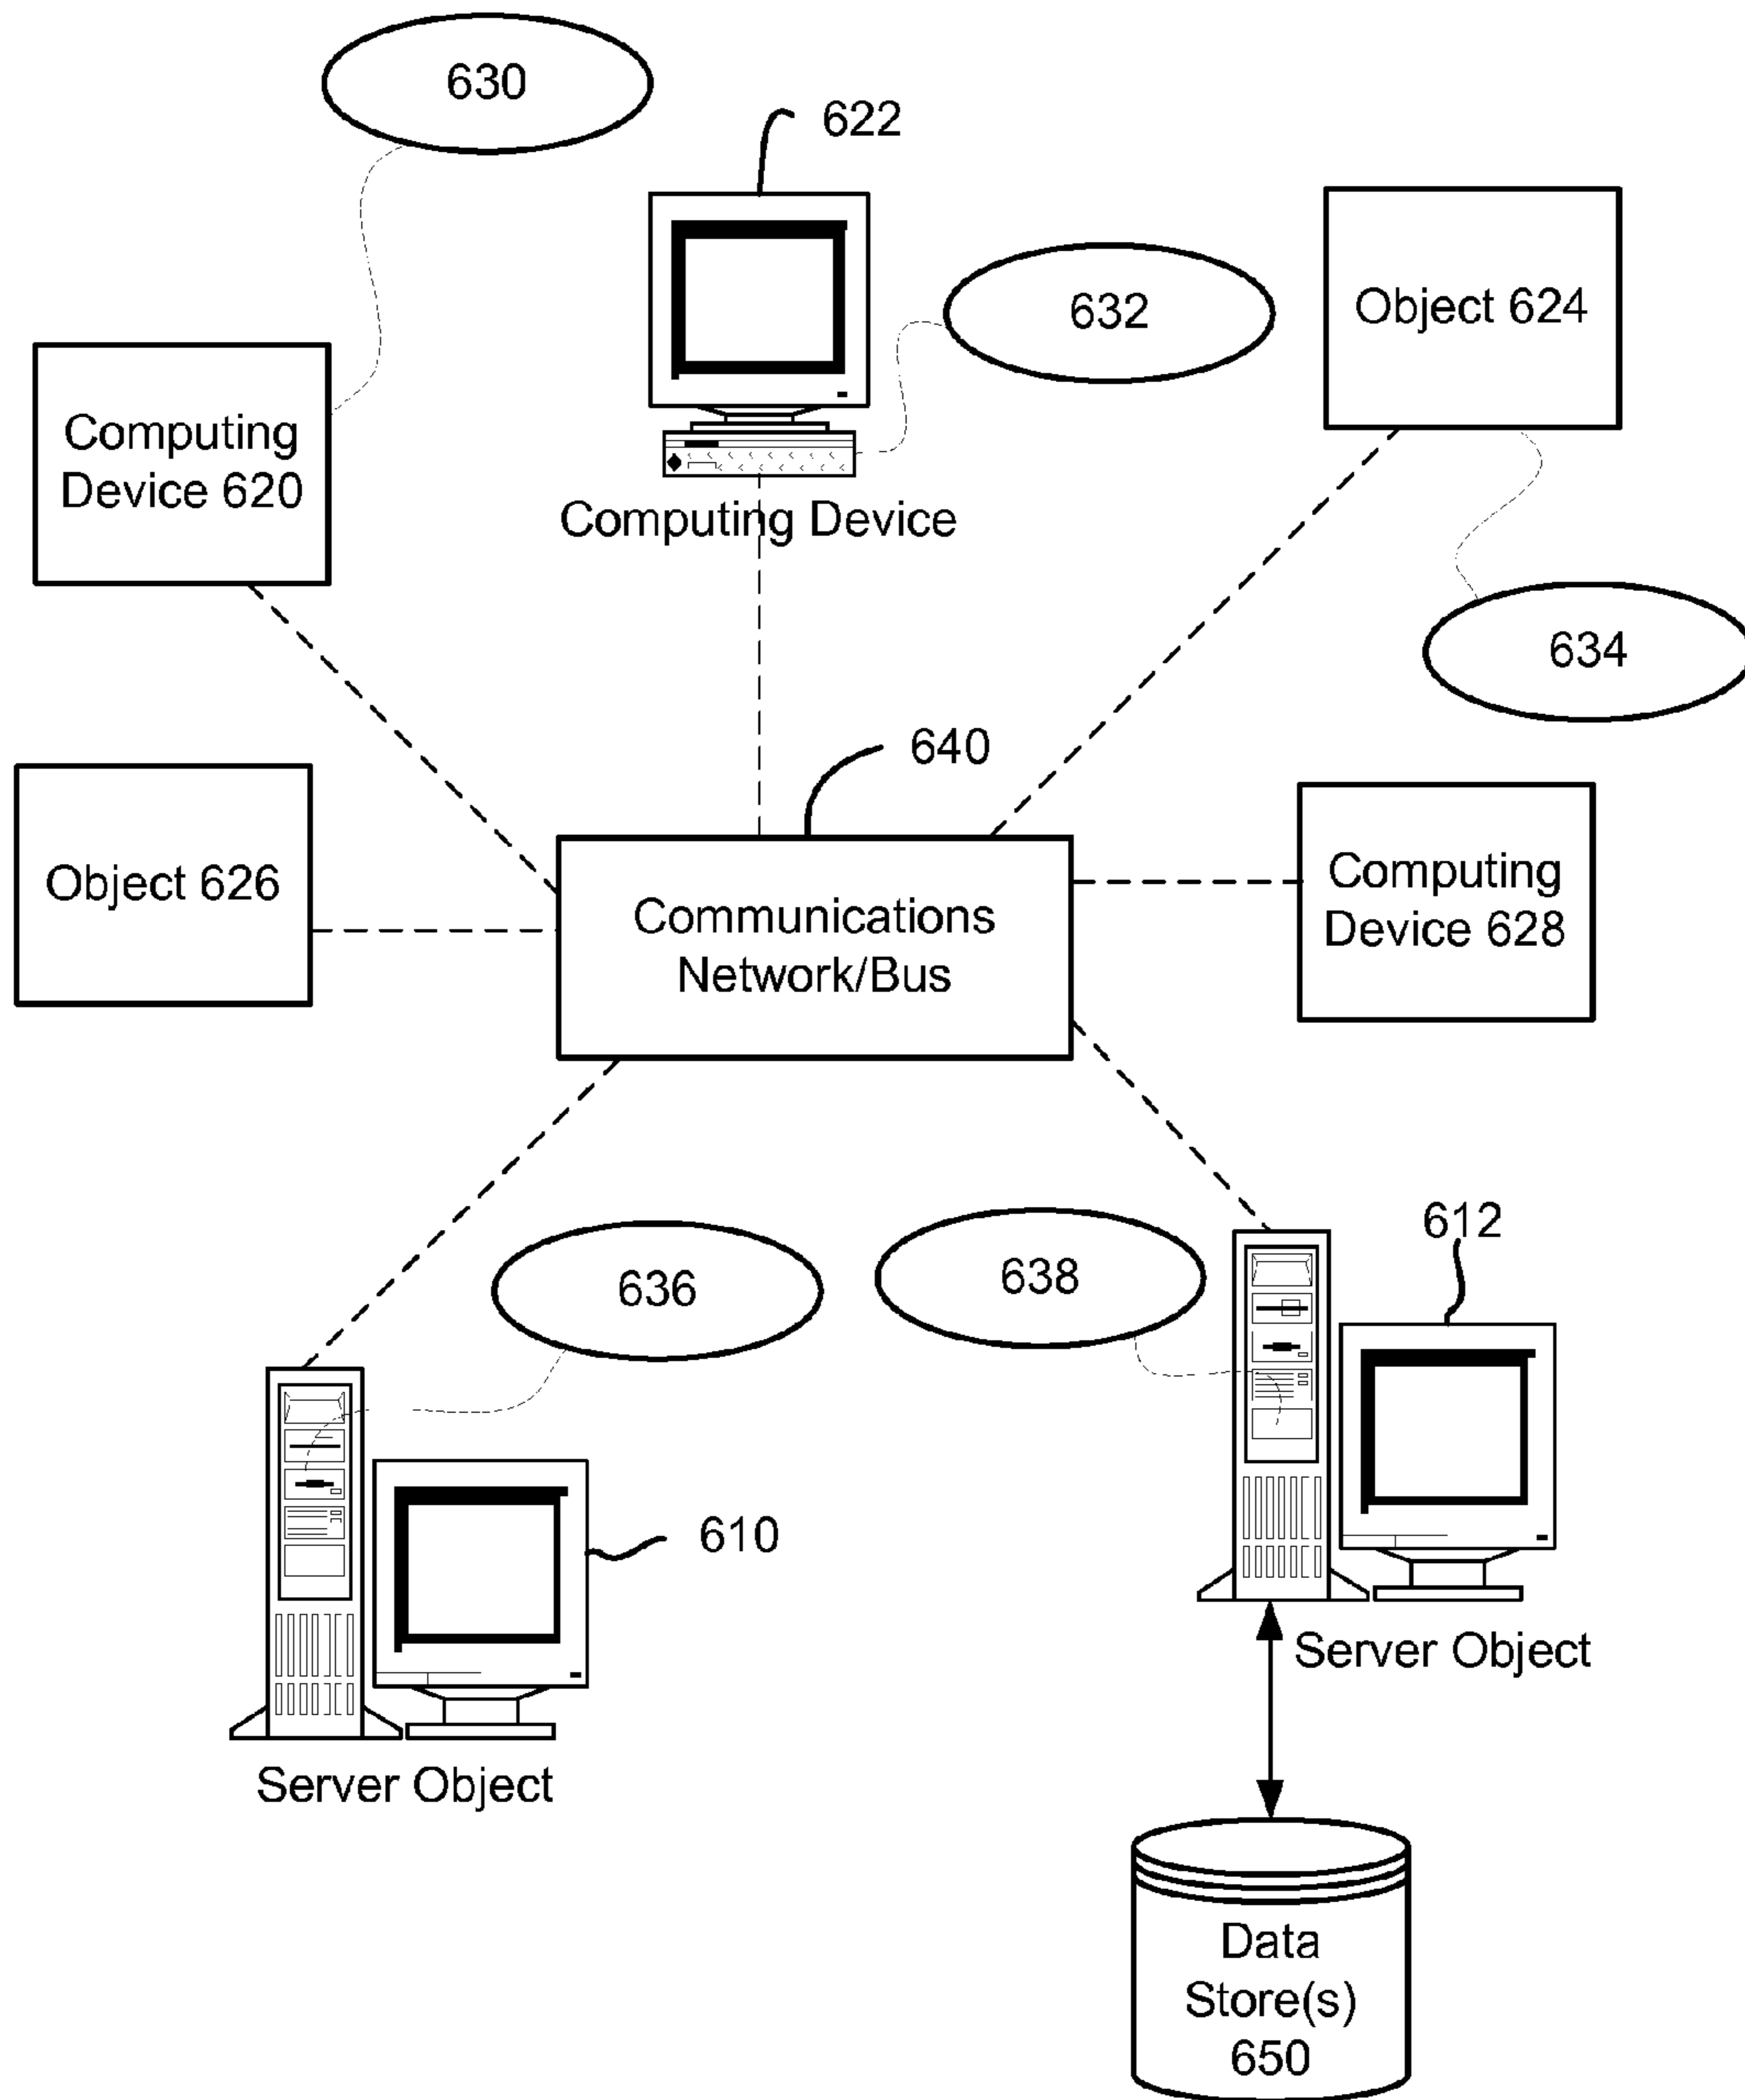 630
622
632
Object 624
Computing
Device 620
Computing Device
634
640
Object 626
Communications
Network/Bus
Computing
Device 628
636
638
612
610
Server Object
Server Object
Data
Store(s)
650